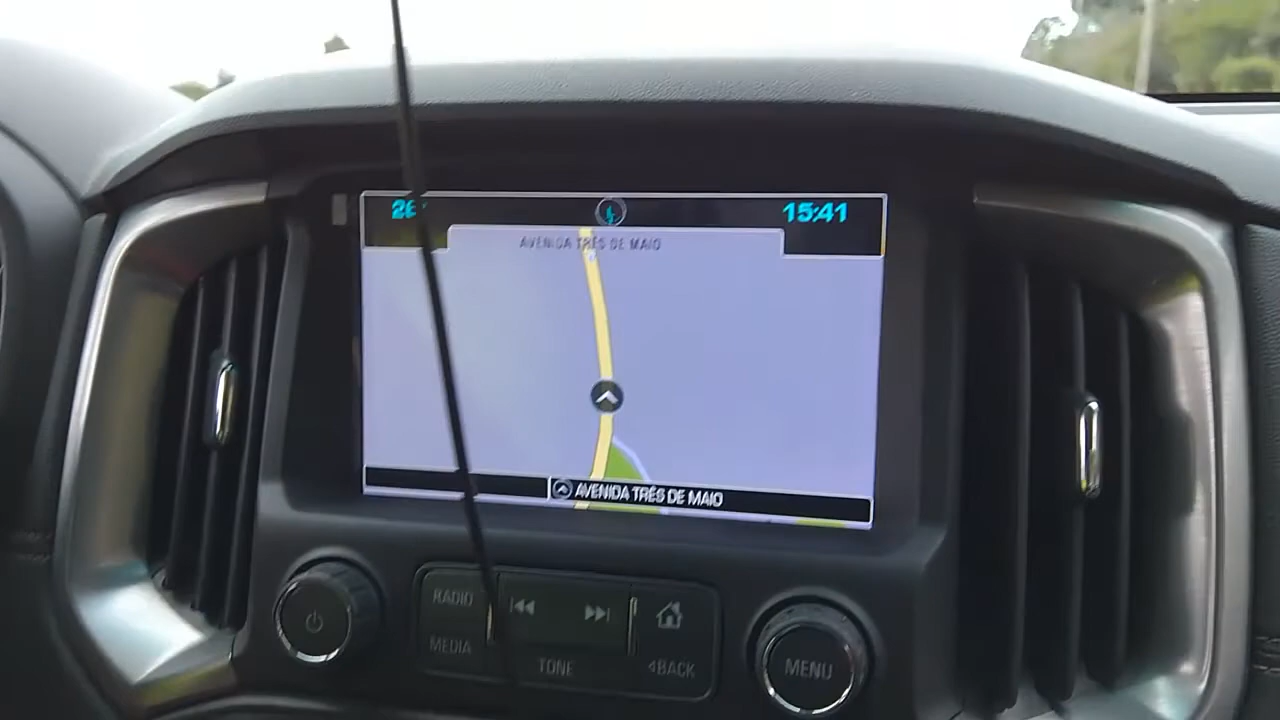 15:41
AVENIDA TRÊS DE MAIO
AVENIDA TRÊS DE MAIO
RADIO
MEDIA
TONE
BACK
MENU